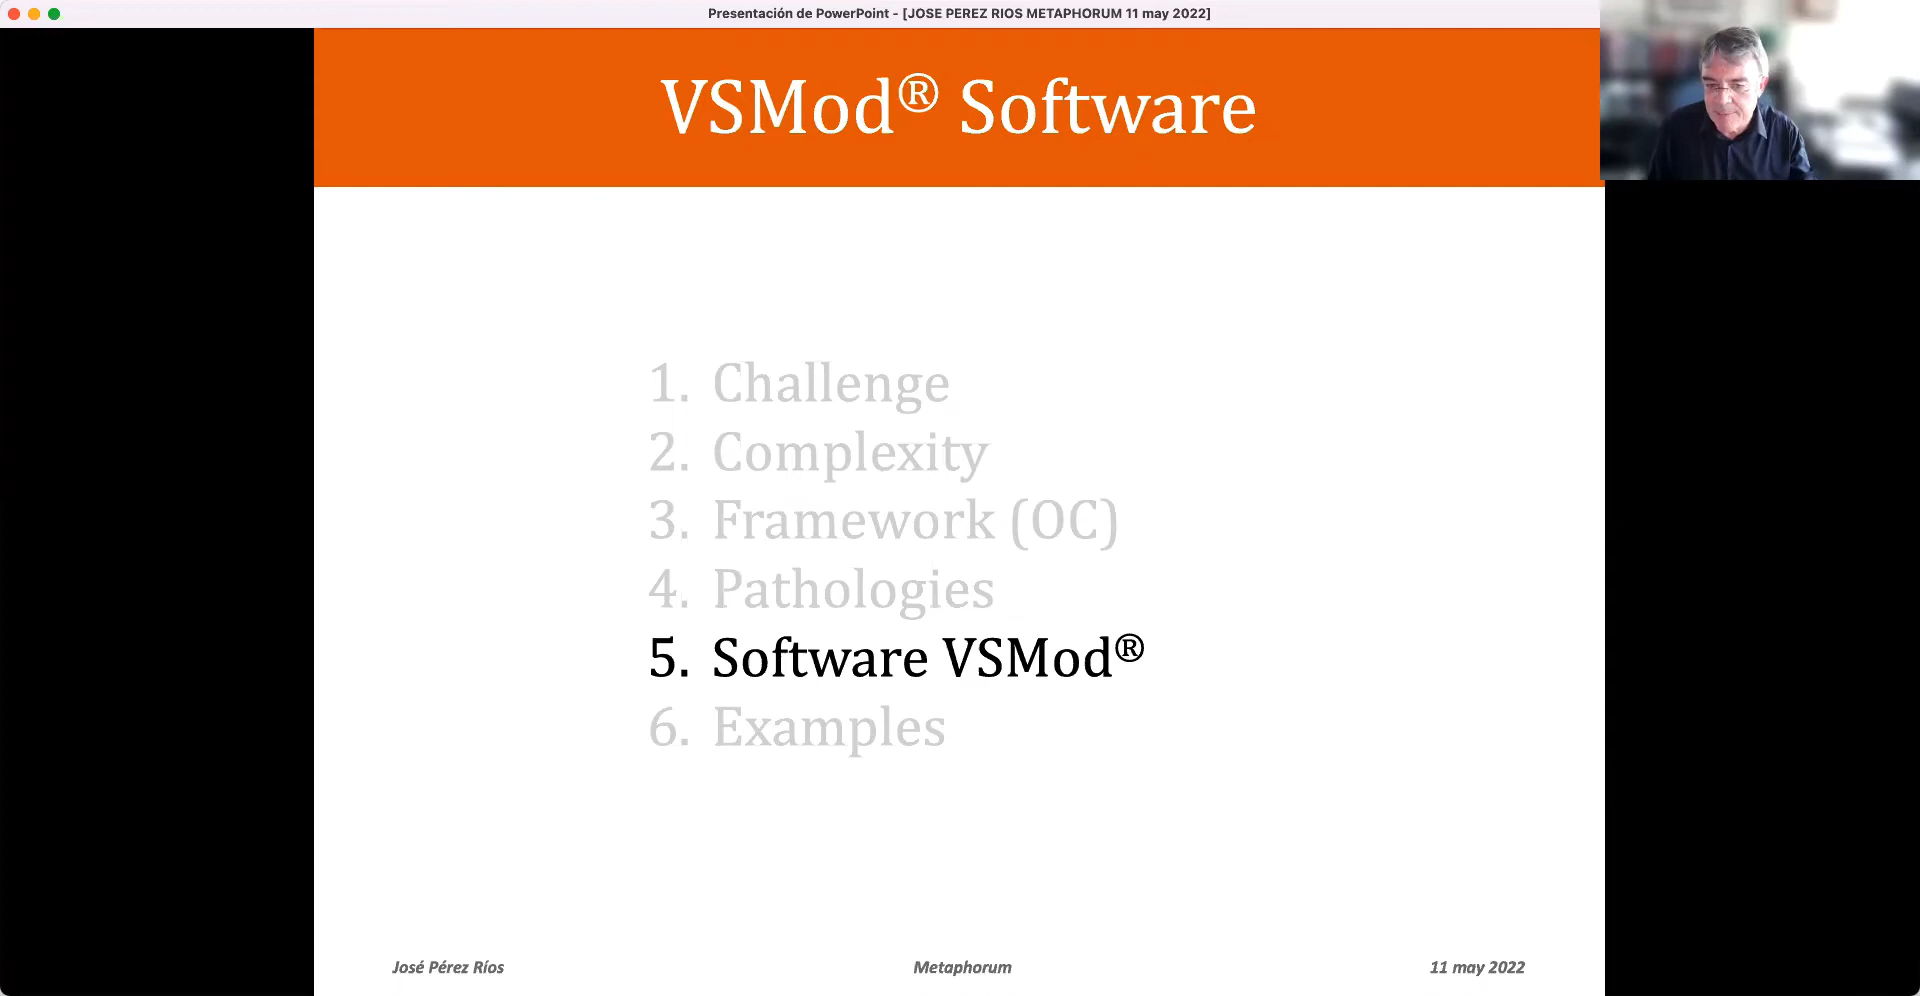 Presentación de PowerPoint - [JOSE PEREZ RIOS METAPHORUM 11 may 2022]
VSMod® Software
1. Challenge
2. Complexity
3. Framework (OC)
4. Pathologies
5. Software VSMod®
6. Examples
José Pérez Ríos Metaphorum 11 may 2022